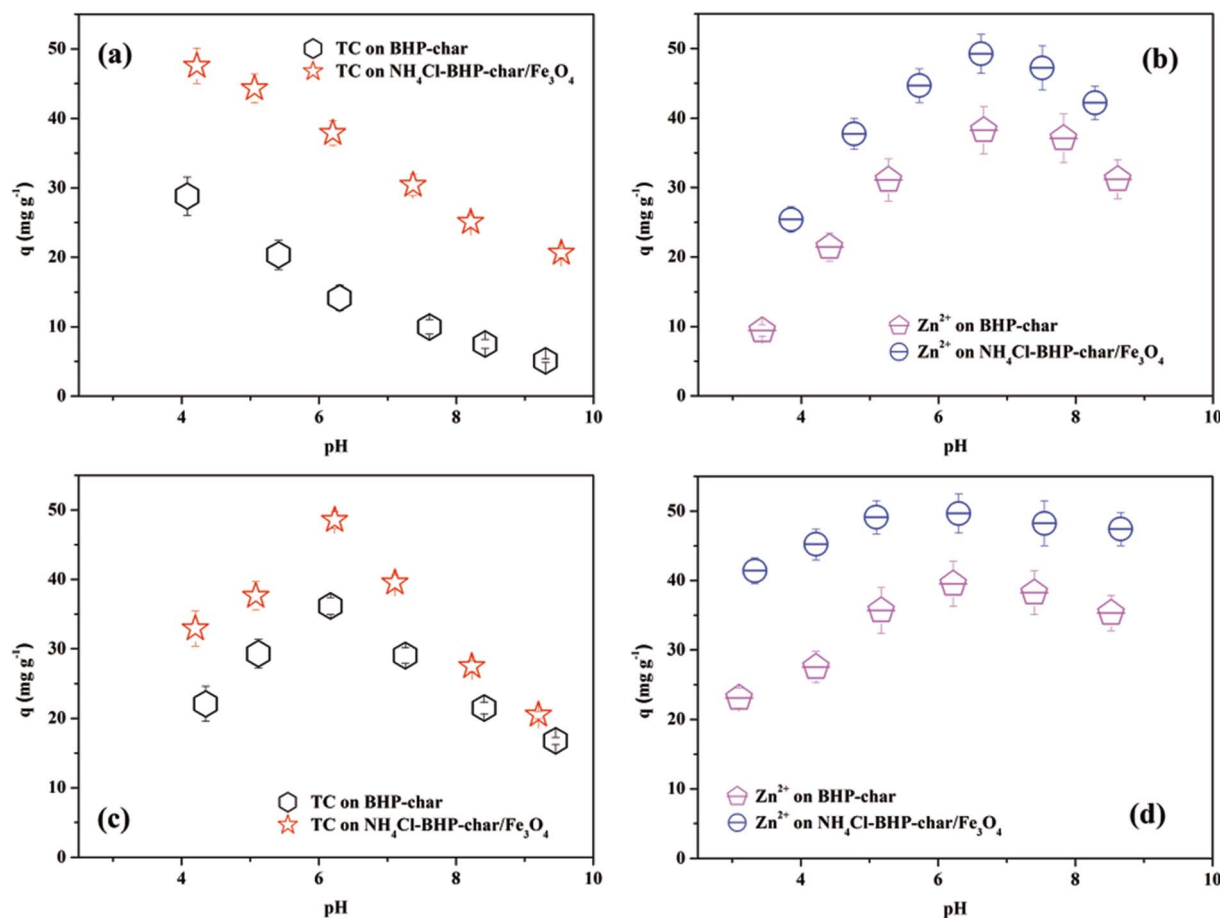 (a)
TC on BHP-char
TC on NH₄Cl-BHP-char/Fe₃O₄
50
40
30
20
10
0
q (mg g⁻¹)
4 6 8 10
pH
(b)
50
40
30
20
10
0
q (mg g⁻¹)
Zn²⁺ on BHP-char
Zn²⁺ on NH₄Cl-BHP-char/Fe₃O₄
2 4 6 8 10
pH
50
40
30
20
10
0
q (mg g⁻¹)
(c)
TC on BHP-char
TC on NH₄Cl-BHP-char/Fe₃O₄
4 6 8 10
pH
50
40
30
20
10
0
q (mg g⁻¹)
Zn²⁺ on BHP-char
Zn²⁺ on NH₄Cl-BHP-char/Fe₃O₄
(d)
2 4 6 8 10
pH